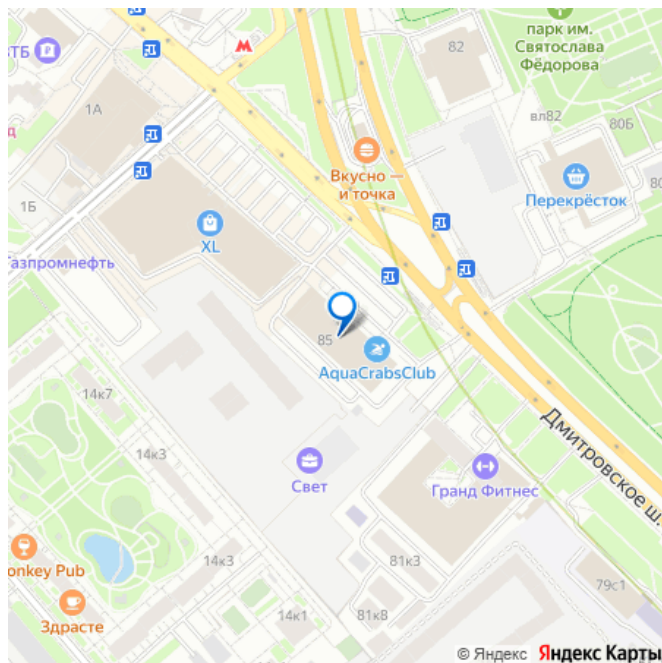 парк им.
Святослава
Фёдорова
ВТБ
82
1А
вл82
80Б
Вкусно —
и точка
Перекрёсток
1Б
XL
Газпромнефть
85
AquaCrabsClub
14к7
Дмитровское ш.
14к3
Свет
Гранд Фитнес
14к3
81к3
onkey Pub
79с1
Здрасте
14к1
81к8
© Яндекс Яндекс Карты